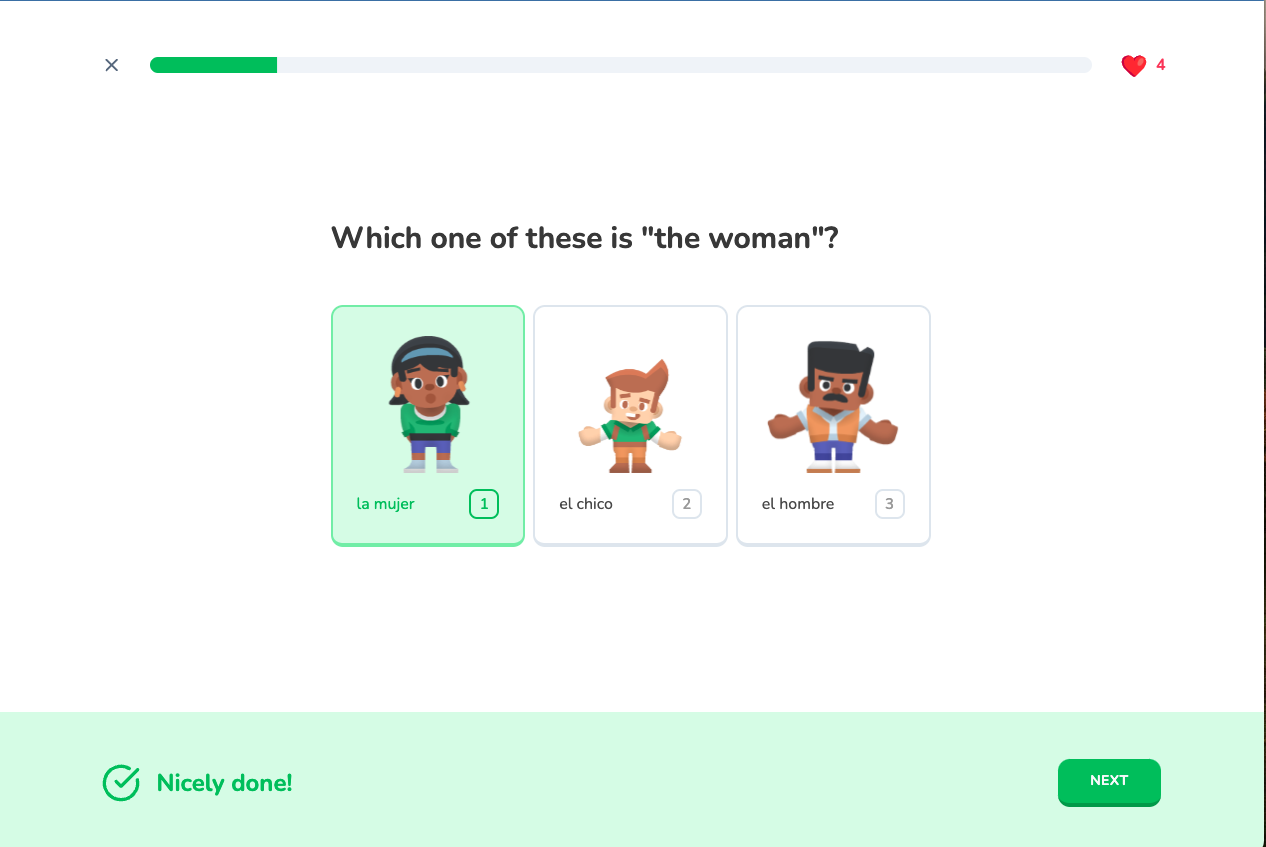 4
Which one of these is "the woman"?
la mujer 1
el chico 2
el hombre 3
Nicely done!
NEXT